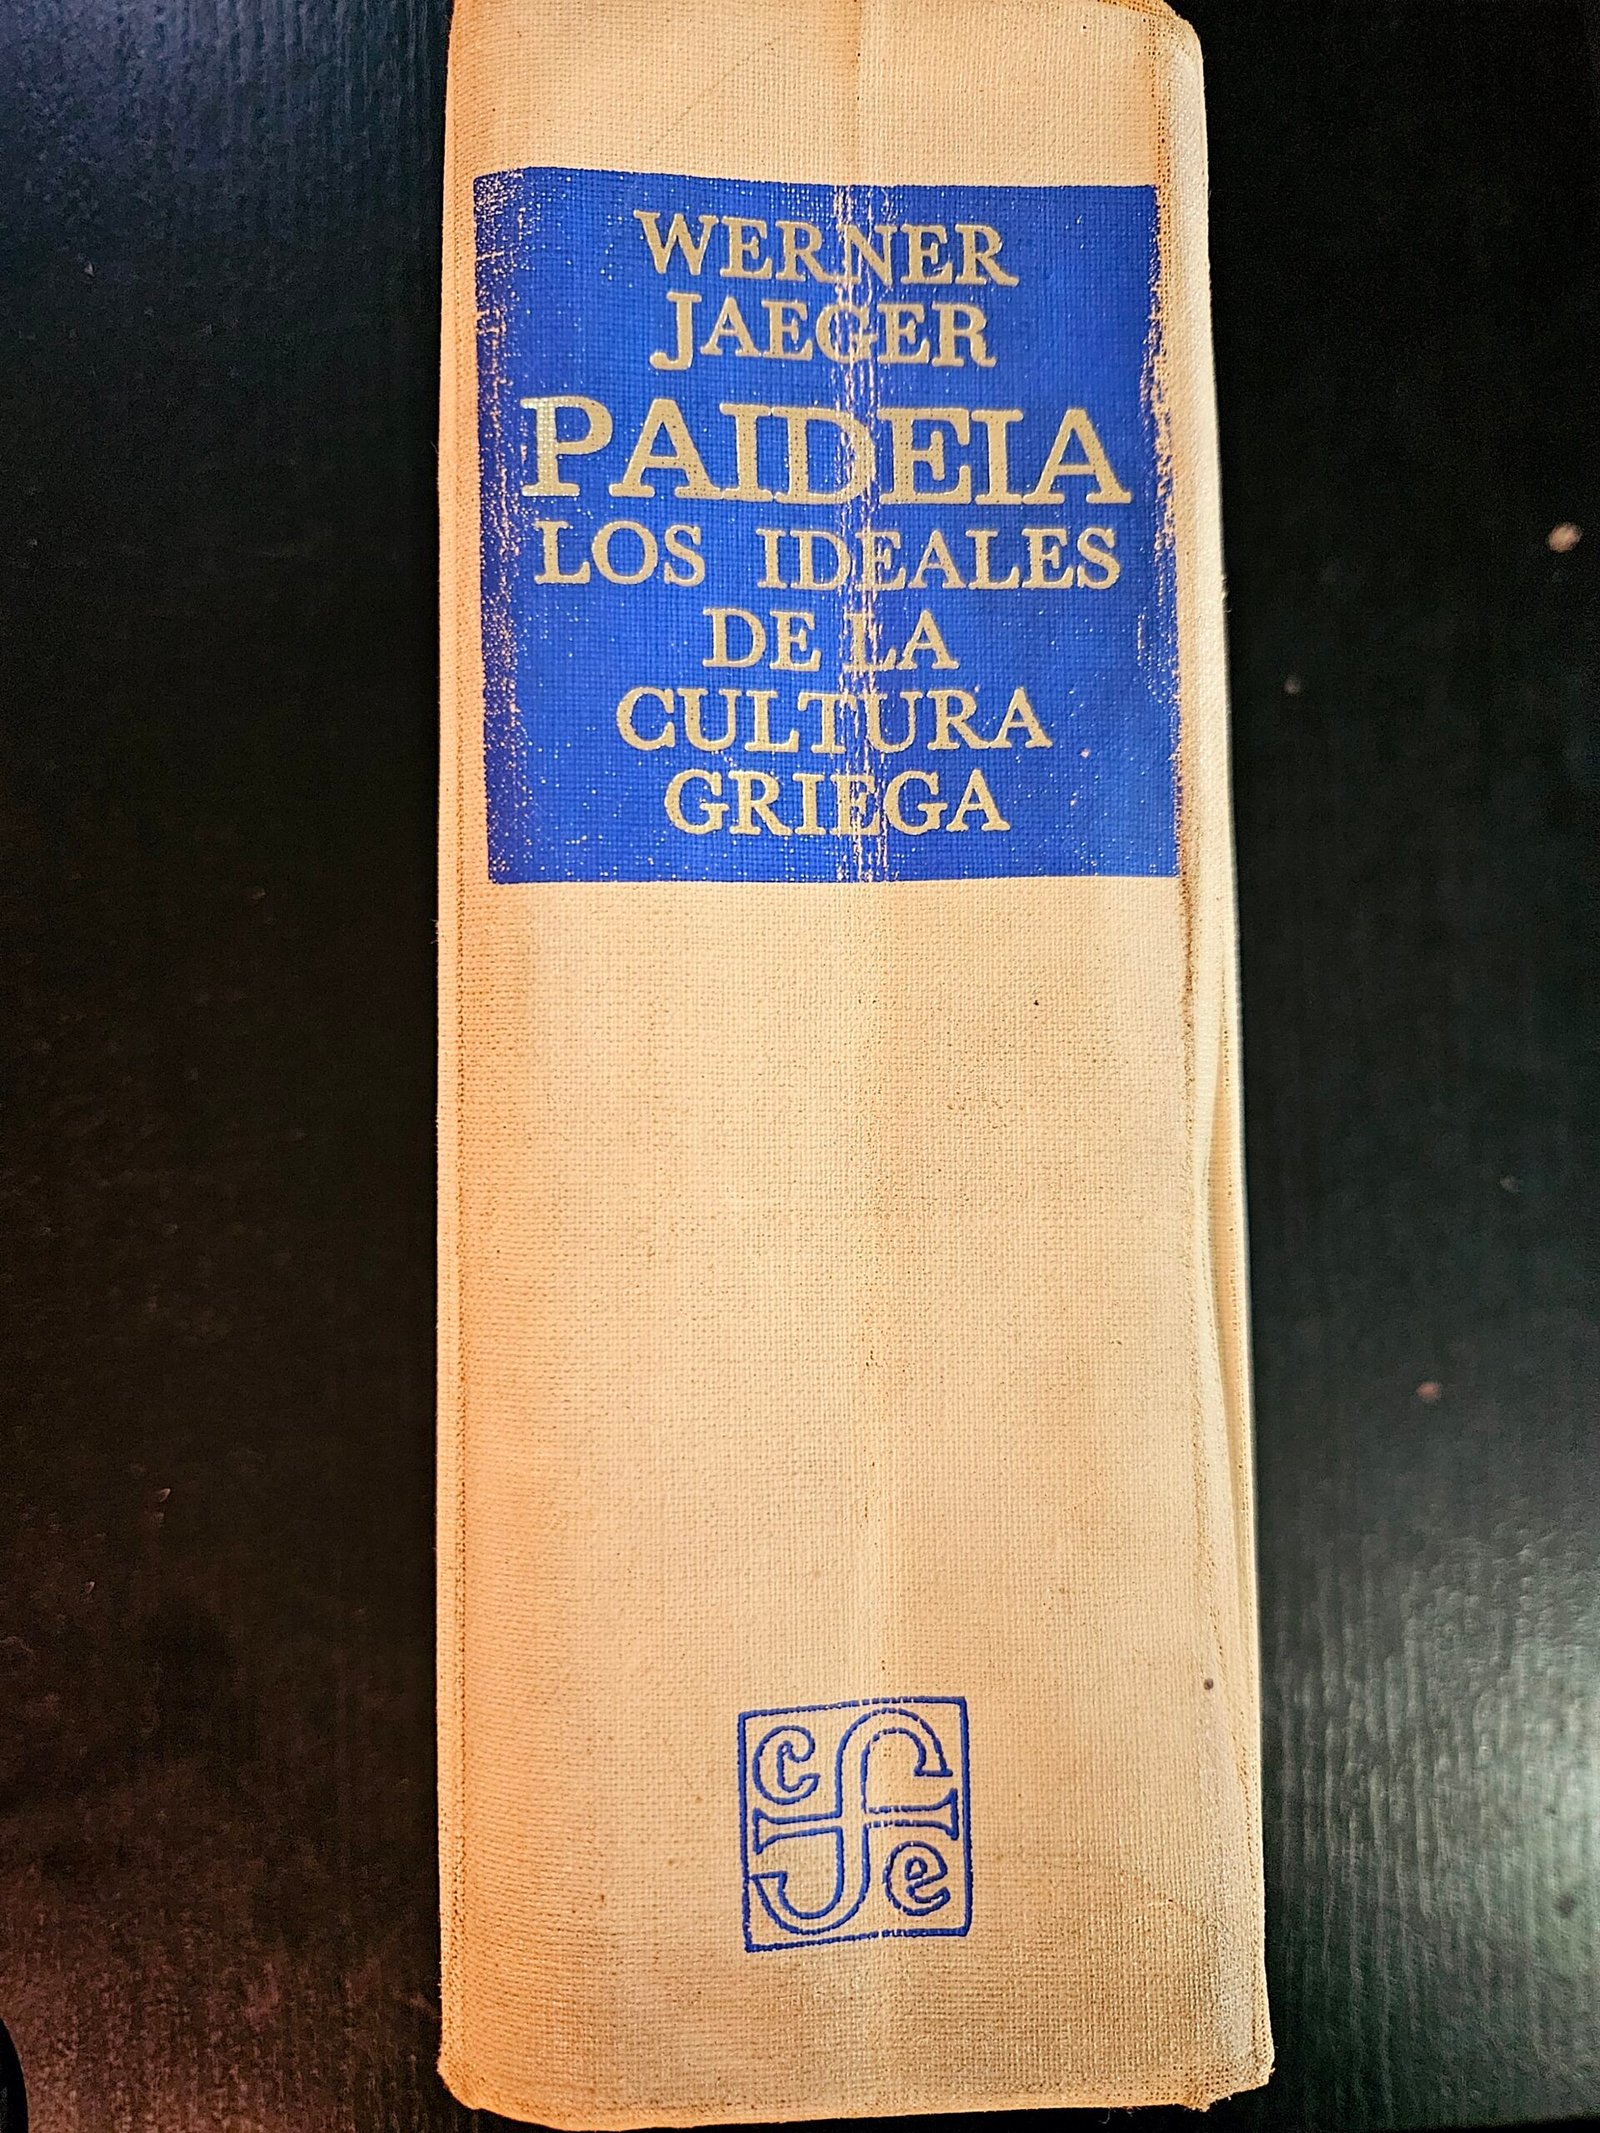 WERNER
JAEGER
PAIDEIA
LOS IDEALES
DE LA
CULTURA
GRIEGA
c f
e